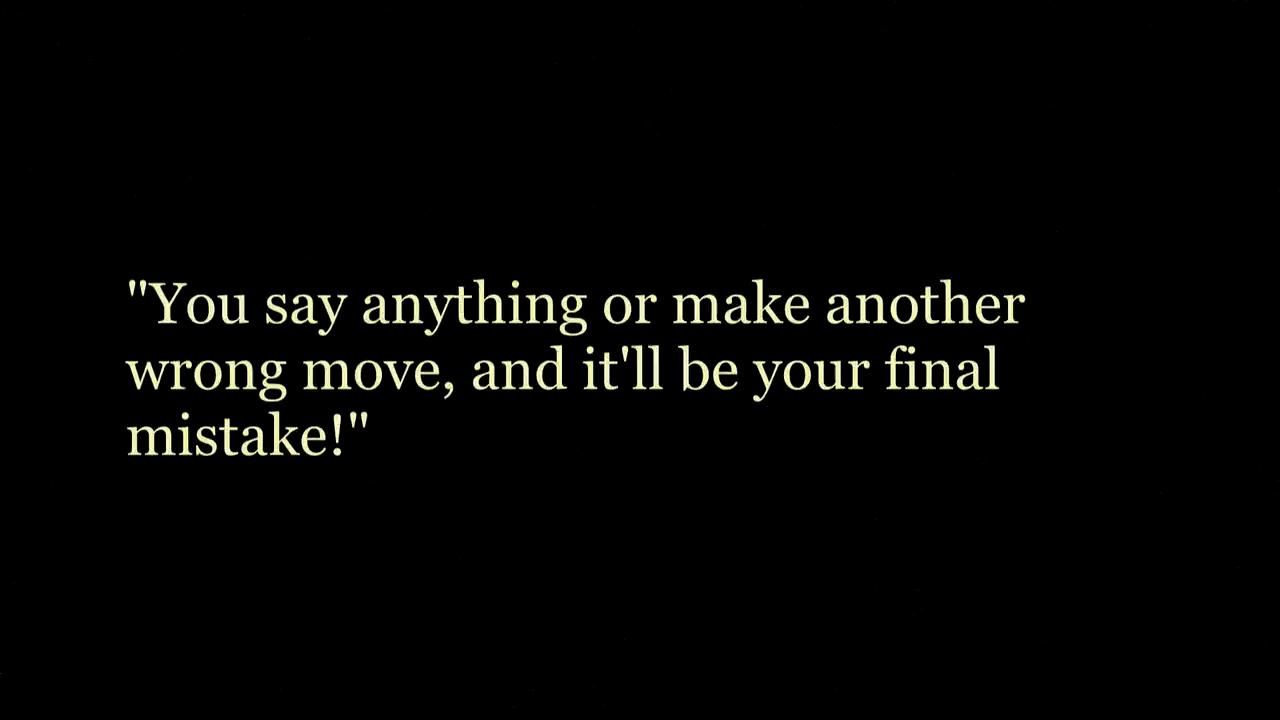 "You say anything or make another
wrong move, and it'll be your final
mistake!"